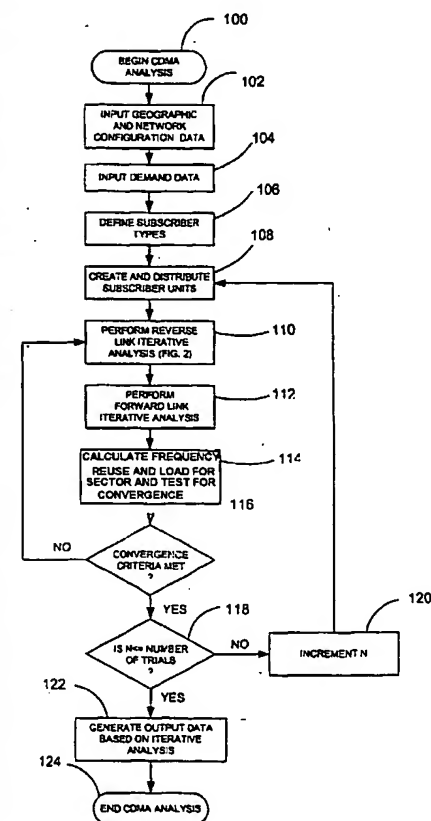 100
BEGIN CDMA
ANALYSIS
102
INPUT GEOGRAPHIC
AND NETWORK
CONFIGURATION DATA
104
INPUT DEMAND DATA
106
DEFINE SUBSCRIBER
TYPES
108
CREATE AND DISTRIBUTE
SUBSCRIBER UNITS
110
PERFORM REVERSE
LINK ITERATIVE
ANALYSIS (FIG. 2)
112
PERFORM
FORWARD LINK
ITERATIVE ANALYSIS
114
CALCULATE FREQUENCY
REUSE AND LOAD FOR
SECTOR AND TEST FOR
CONVERGENCE
116
NO
CONVERGENCE
CRITERIA MET
?
YES
118
120
IS N<= NUMBER
OF TRIALS
?
NO
INCREMENT N
YES
122
GENERATE OUTPUT DATA
BASED ON ITERATIVE
ANALYSIS
124
END CDMA ANALYSIS